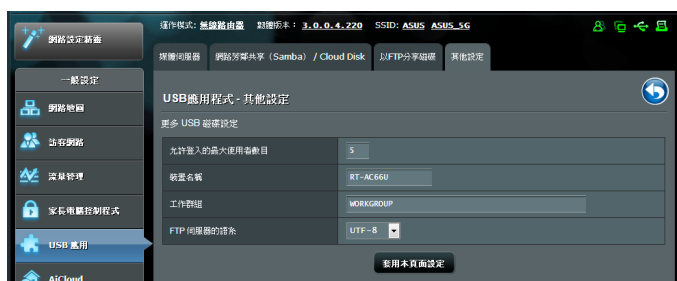 運作模式: 無線路由器 韌體版本: 3.0.0.4.220 SSID: ASUS ASUS_5G
網路設定精靈
媒體伺服器 網路芳鄰共享 (Samba) / Cloud Disk 以FTP分享磁碟 其他設定
一般設定
USB應用程式 - 其他設定
網路地圖
更多 USB 磁碟設定
訪客網路
允許登入的最大使用者數目 5
流量管理
裝置名稱 RT-AC66U
家長電腦控制程式
工作群組 WORKGROUP
FTP 伺服器的語系 UTF-8
USB 應用
套用本頁面設定
AiCloud